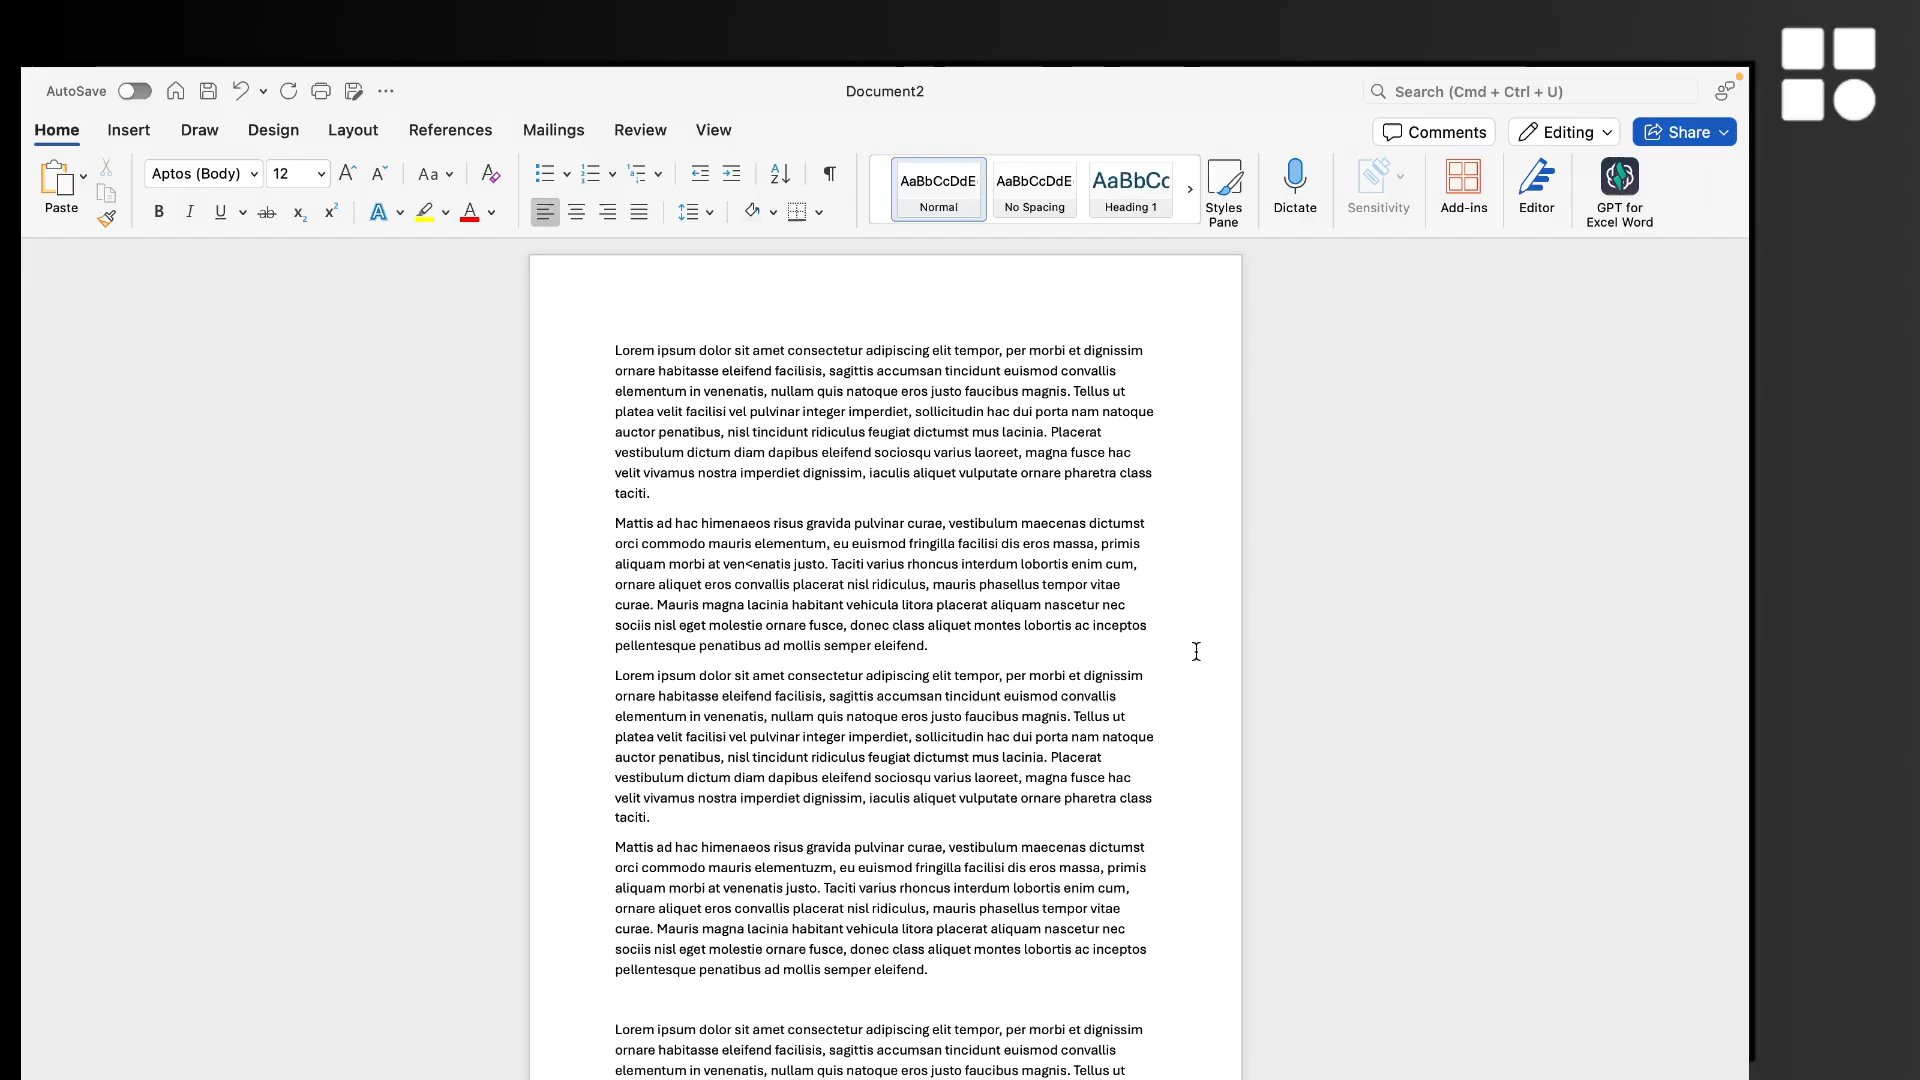 AutoSave
Document2
Search (Cmd + Ctrl + U)
Home Insert Draw Design Layout References Mailings Review View
Comments Editing Share
Paste
Aptos (Body) 12
AaBbCcDdE AaBbCcDdE AaBbCc
Normal No Spacing Heading 1
Styles Pane
Dictate
Sensitivity
Add-ins
Editor
GPT for Excel Word
Lorem ipsum dolor sit amet consectetur adipiscing elit tempor, per morbi et dignissim
ornare habitasse eleifend facilisis, sagittis accumsan tincidunt euismod convallis
elementum in venenatis, nullam quis natoque eros justo faucibus magnis. Tellus ut
platea velit facilisi vel pulvinar integer imperdiet, sollicitudin hac dui porta nam natoque
auctor penatibus, nisl tincidunt ridiculus feugiat dictumst mus lacinia. Placerat
vestibulum dictum diam dapibus eleifend sociosqu varius laoreet, magna fusce hac
velit vivamus nostra imperdiet dignissim, iaculis aliquet vulputate ornare pharetra class
taciti.
Mattis ad hac himenaeos risus gravida pulvinar curae, vestibulum maecenas dictumst
orci commodo mauris elementum, eu euismod fringilla facilisi dis eros massa, primis
aliquam morbi at ven<enatis justo. Taciti varius rhoncus interdum lobortis enim cum,
ornare aliquet eros convallis placerat nisl ridiculus, mauris phasellus tempor vitae
curae. Mauris magna lacinia habitant vehicula litora placerat aliquam nascetur nec
sociis nisl eget molestie ornare fusce, donec class aliquet montes lobortis ac inceptos
pellentesque penatibus ad mollis semper eleifend.
Lorem ipsum dolor sit amet consectetur adipiscing elit tempor, per morbi et dignissim
ornare habitasse eleifend facilisis, sagittis accumsan tincidunt euismod convallis
elementum in venenatis, nullam quis natoque eros justo faucibus magnis. Tellus ut
platea velit facilisi vel pulvinar integer imperdiet, sollicitudin hac dui porta nam natoque
auctor penatibus, nisl tincidunt ridiculus feugiat dictumst mus lacinia. Placerat
vestibulum dictum diam dapibus eleifend sociosqu varius laoreet, magna fusce hac
velit vivamus nostra imperdiet dignissim, iaculis aliquet vulputate ornare pharetra class
taciti.
Mattis ad hac himenaeos risus gravida pulvinar curae, vestibulum maecenas dictumst
orci commodo mauris elementuzm, eu euismod fringilla facilisi dis eros massa, primis
aliquam morbi at venenatis justo. Taciti varius rhoncus interdum lobortis enim cum,
ornare aliquet eros convallis placerat nisl ridiculus, mauris phasellus tempor vitae
curae. Mauris magna lacinia habitant vehicula litora placerat aliquam nascetur nec
sociis nisl eget molestie ornare fusce, donec class aliquet montes lobortis ac inceptos
pellentesque penatibus ad mollis semper eleifend.
Lorem ipsum dolor sit amet consectetur adipiscing elit tempor, per morbi et dignissim
ornare habitasse eleifend facilisis, sagittis accumsan tincidunt euismod convallis
elementum in venenatis, nullam quis natoque eros justo faucibus magnis. Tellus ut